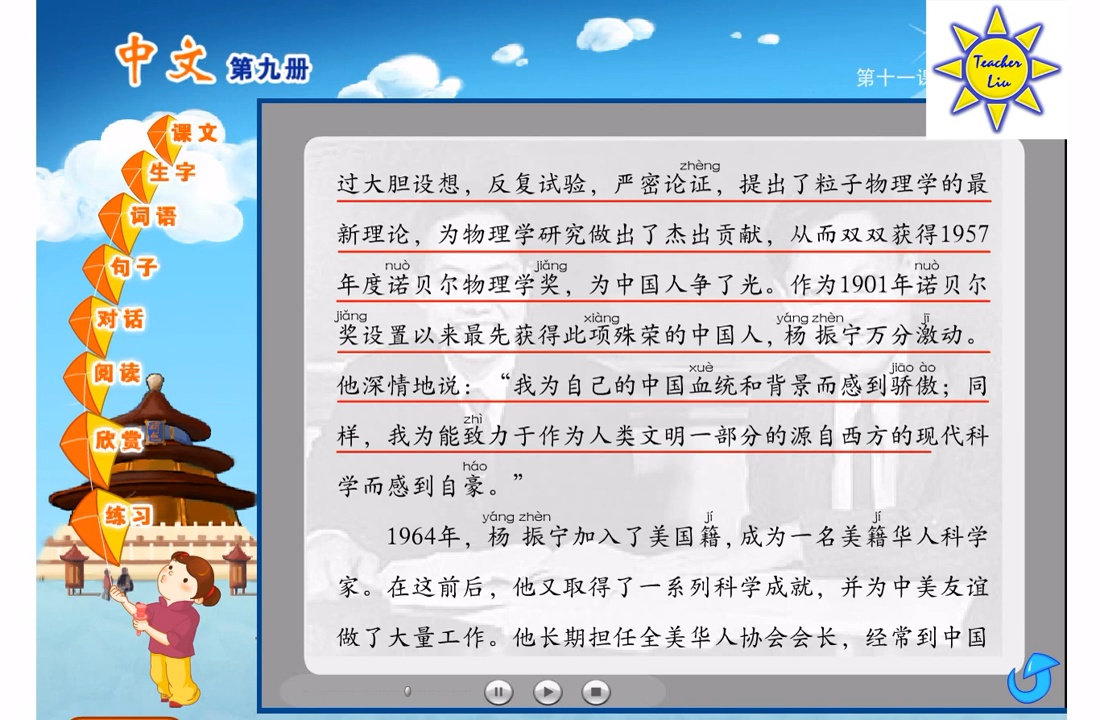 中文 第九册
第十一课
Teacher
Liu
课文
生字
词语
句子
对话
阅读
欣赏
练习
zhèng
过大胆设想，反复试验，严密论证，提出了粒子物理学的最
新理论，为物理学研究做出了杰出贡献，从而双双获得1957
nuò jiǎng nuò
年度诺贝尔物理学奖，为中国人争了光。作为1901年诺贝尔
jiǎng xiàng yáng zhèn jī
奖设置以来最先获得此项殊荣的中国人，杨振宁万分激动。
xuè jiāo ào
他深情地说：“我为自己的中国血统和背景而感到骄傲；同
zhì
样，我为能致力于作为人类文明一部分的源自西方的现代科
háo
学而感到自豪。”
yáng zhèn jí jí
1964年，杨振宁加入了美国籍，成为一名美籍华人科学
家。在这前后，他又取得了一系列科学成就，并为中美友谊
做了大量工作。他长期担任全美华人协会会长，经常到中国